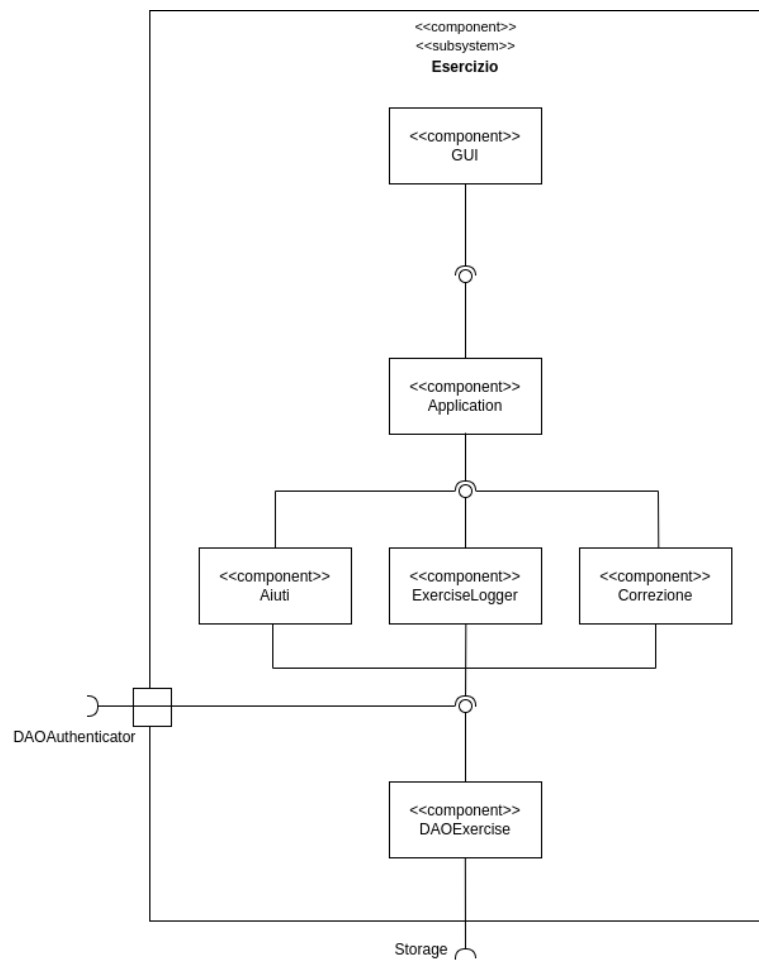 <<component>>
<<subsystem>>
Esercizio
<<component>>
GUI
<<component>>
Application
<<component>>
Aiuti
<<component>>
ExerciseLogger
<<component>>
Correzione
DAOAuthenticator
<<component>>
DAOExercise
Storage